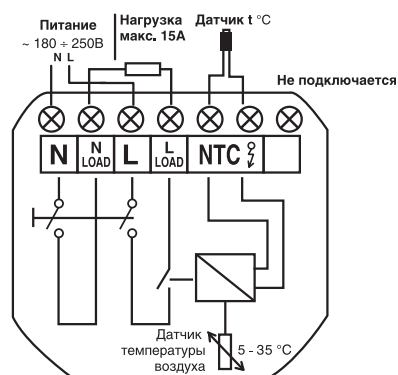 Питание
~ 180 ÷ 250В
N L
Нагрузка
макс. 15А
Датчик t °C
Не подключается
N
N
LOAD
L
L
LOAD
NTC
Датчик
температуры
воздуха
5 - 35 °C